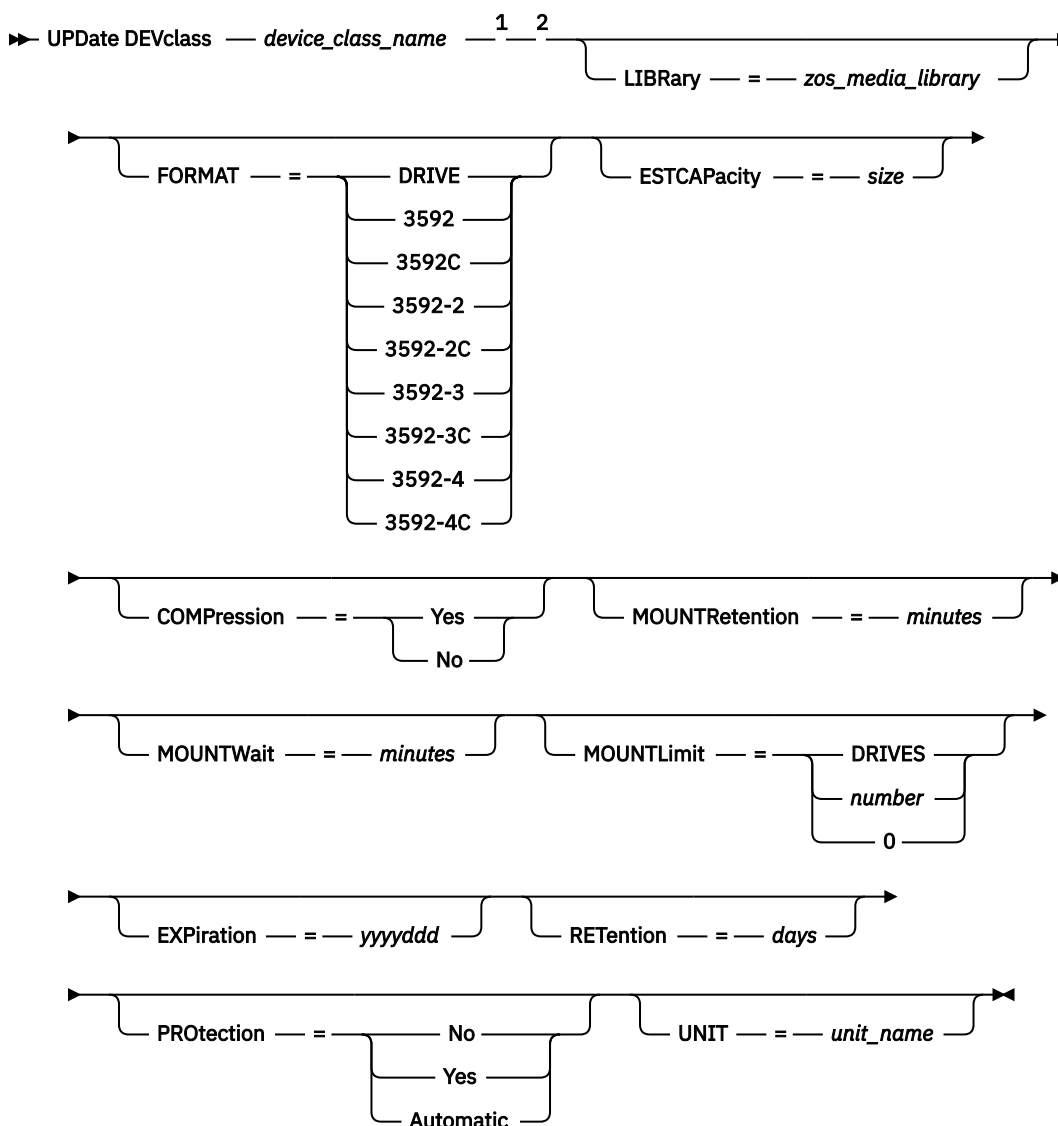 1 2
UPDate DEVclass device_class_name
LIBRary = zos_media_library
FORMAT = DRIVE
3592
3592C
3592-2
3592-2C
3592-3
3592-3C
3592-4
3592-4C
ESTCAPacity = size
COMPression = Yes
No
MOUNTRetention = minutes
MOUNTWait = minutes
MOUNTLimit = DRIVES
number
0
EXPiration = yyyyddd
RETention = days
PROtection = No
Yes
Automatic
UNIT = unit_name